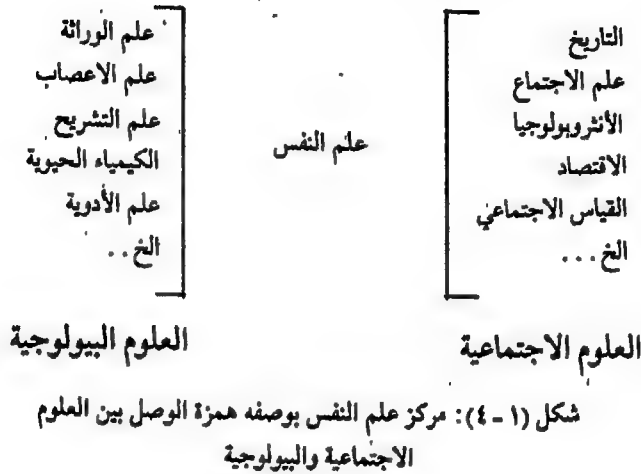 التاريخ
علم الاجتماع
الأنثروبولوجيا
الاقتصاد
القياس الاجتماعي
الخ...
العلوم الاجتماعية
علم النفس
علم الوراثة
علم الاعصاب
علم التشريح
الكيمياء الحيوية
علم الأدوية
الخ..
العلوم البيولوجية
شكل (١ - ٤): مركز علم النفس بوصفه همزة الوصل بين العلوم
الاجتماعية والبيولوجية